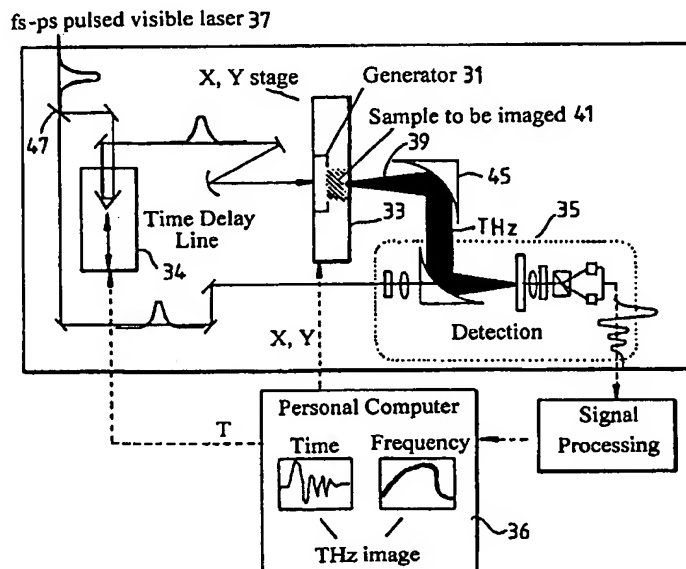 fs-ps pulsed visible laser 37
X, Y stage
Generator 31
Sample to be imaged 41
47
39
45
Time Delay
Line
33
THz
35
34
Detection
X, Y
T
Personal Computer
Time
Frequency
THz image
36
Signal
Processing